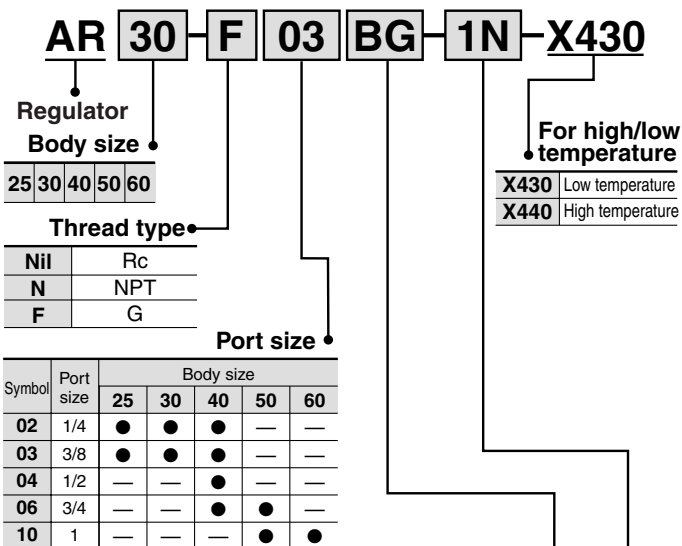 AR 30-F 03 BG-1N-X430
Regulator
Body size
25 30 40 50 60
Thread type
Nil Rc
N NPT
F G
For high/low
temperature
X430 Low temperature
X440 High temperature
Port size
Symbol Port size Body size
25 30 40 50 60
02 1/4 ● ● ● — —
03 3/8 ● ● ● — —
04 1/2 — — ● — —
06 3/4 — — ● ● —
10 1 — — — ● ●